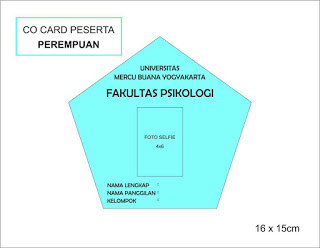 CO CARD PESERTA
PEREMPUAN
UNIVERSITAS
MERCU BUANA YOGYAKARTA
FAKULTAS PSIKOLOGI
FOTO SELFIE
4x6
NAMA LENGKAP :
NAMA PANGGILAN :
KELOMPOK :
16 x 15cm